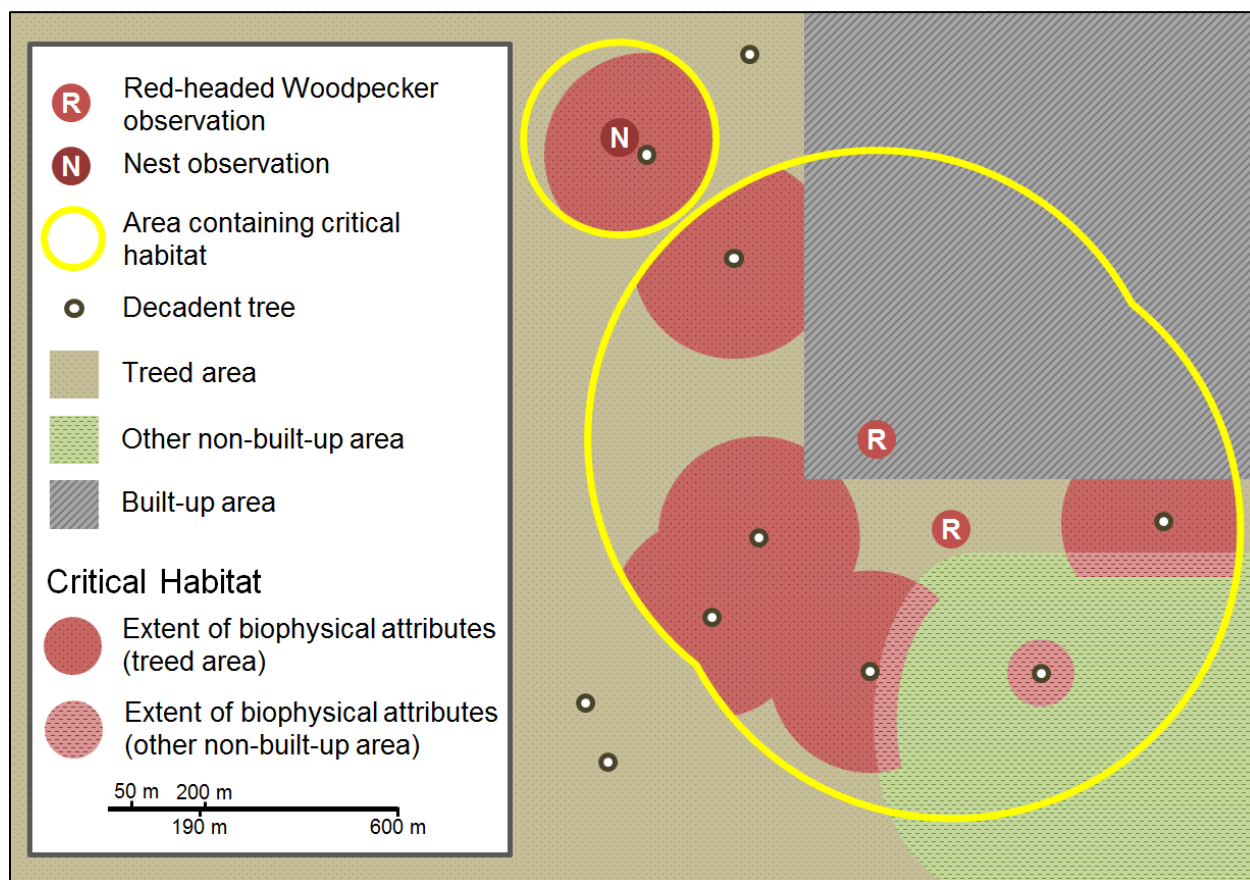 R
Red-headed Woodpecker
observation
N
Nest observation
Area containing critical
habitat
Decadent tree
Treed area
Other non-built-up area
Built-up area
Critical Habitat
Extent of biophysical attributes
(treed area)
Extent of biophysical attributes
(other non-built-up area)
50 m 200 m
190 m 600 m
N
R
R